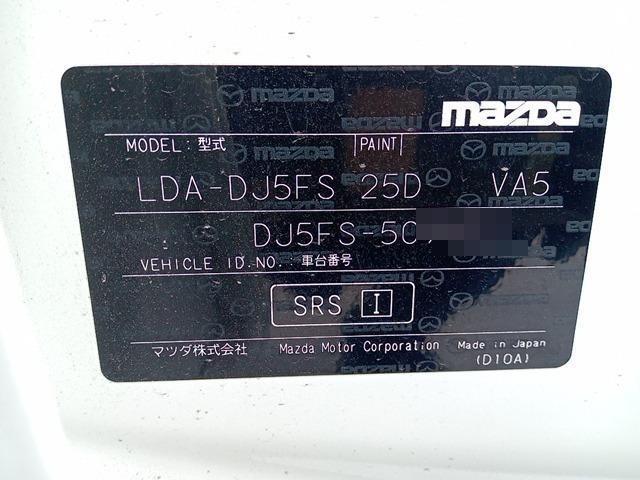 mazda
MODEL: 型式 PAINT
LDA-DJ5FS 25D VA5
DJ5FS-50
VEHICLE ID.NO.: 車台番号
SRS I
マツダ株式会社 Mazda Motor Corporation Made in Japan
(D10A)